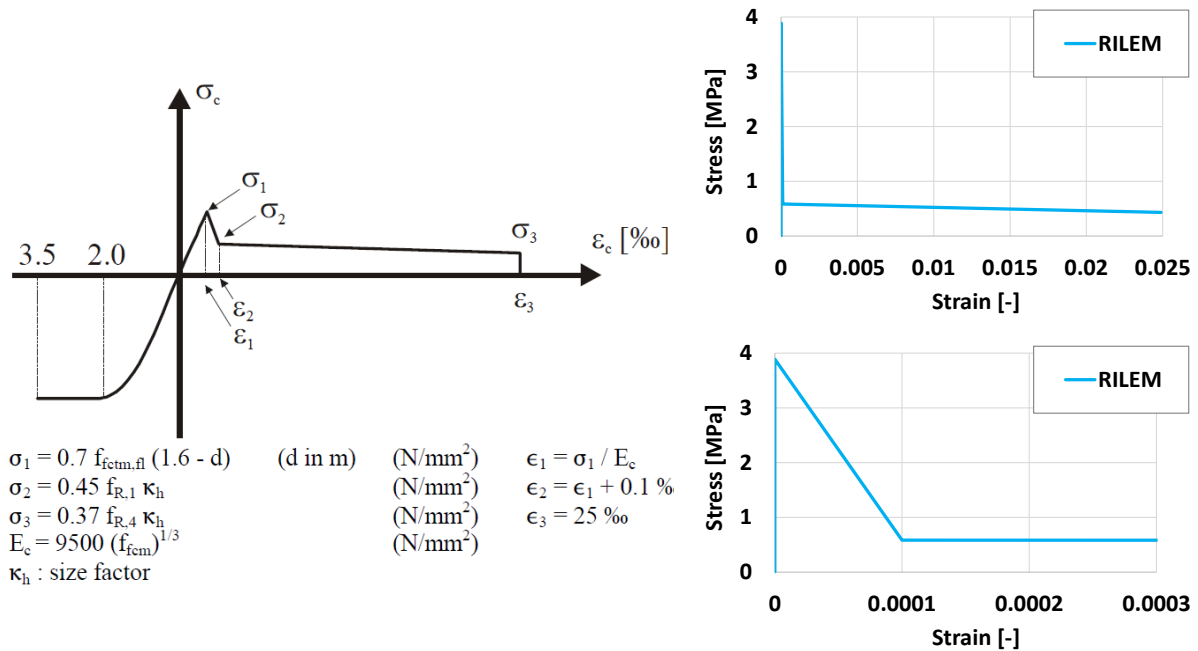 σc
σ1
σ2
3.5 2.0
σ3
εc [‰]
ε2
ε1
ε3
σ1 = 0.7 ffctm,fl (1.6 - d) (d in m) (N/mm²) ϵ1 = σ1 / Ec
σ2 = 0.45 fR,1 κh (N/mm²) ϵ2 = ϵ1 + 0.1 ‰
σ3 = 0.37 fR,4 κh (N/mm²) ϵ3 = 25 ‰
Ec = 9500 (ffcm)1/3 (N/mm²)
κh : size factor
Stress [MPa]
4
3
2
1
0
RILEM
0 0.005 0.01 0.015 0.02 0.025
Strain [-]
Stress [MPa]
4
3
2
1
0
RILEM
0 0.0001 0.0002 0.0003
Strain [-]